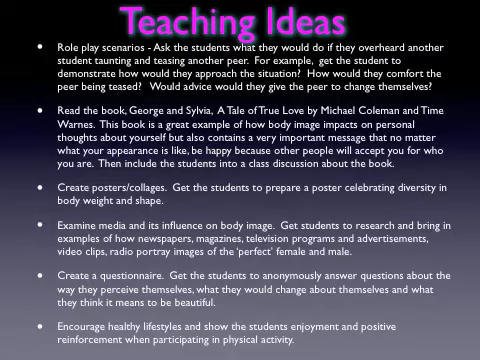 Teaching Ideas
• Role play scenarios - Ask the students what they would do if they overheard another
student taunting and teasing another peer. For example, get the student to
demonstrate how would they approach the situation? How would they comfort the
peer being teased? Would advice would they give the peer to change themselves?
• Read the book, George and Sylvia, A Tale of True Love by Michael Coleman and Time
Warnes. This book is a great example of how body image impacts on personal
thoughts about yourself but also contains a very important message that no matter
what your appearance is like, be happy because other people will accept you for who
you are. Then include the students into a class discussion about the book.
• Create posters/collages. Get the students to prepare a poster celebrating diversity in
body weight and shape.
• Examine media and its influence on body image. Get students to research and bring in
examples of how newspapers, magazines, television programs and advertisements,
video clips, radio portray images of the 'perfect' female and male.
• Create a questionnaire. Get the students to anonymously answer questions about the
way they perceive themselves, what they would change about themselves and what
they think it means to be beautiful.
• Encourage healthy lifestyles and show the students enjoyment and positive
reinforcement when participating in physical activity.